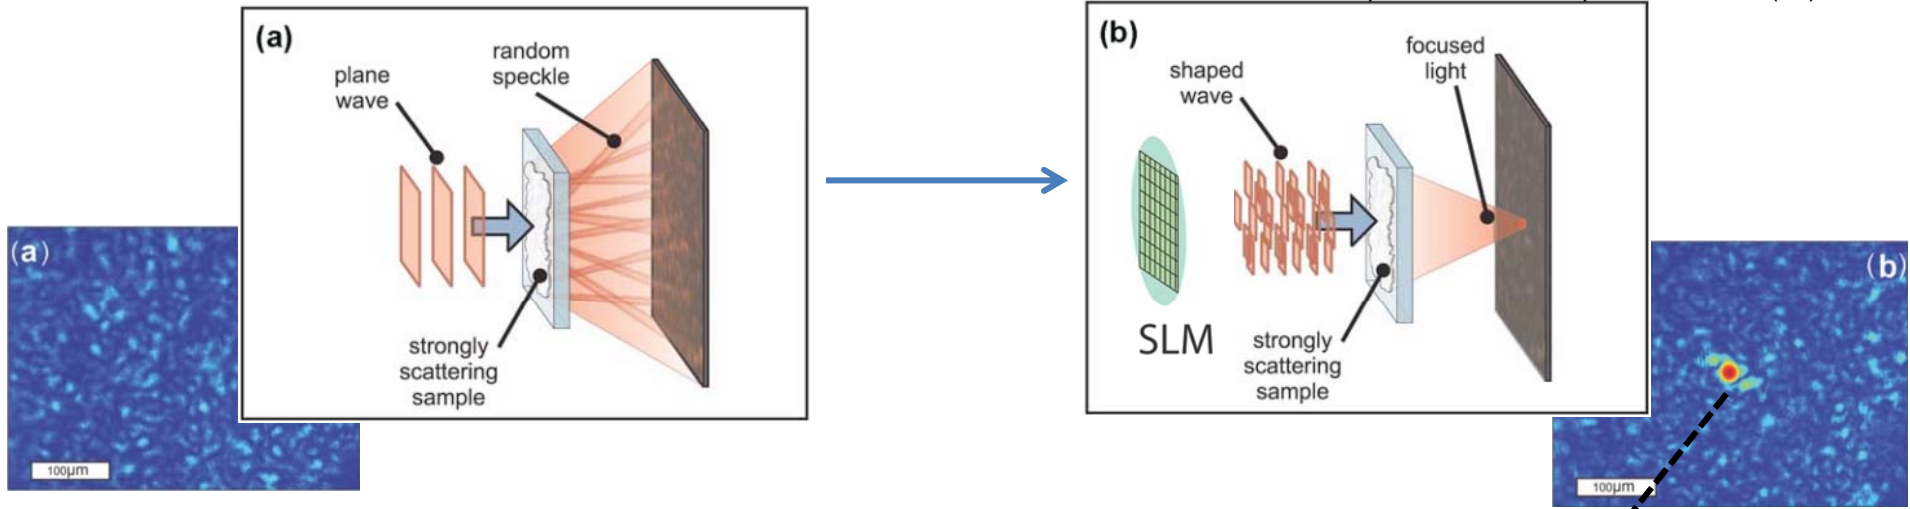 (a)
random
speckle
plane
wave
strongly
scattering
sample
(a)
100µm
(b)
focused
light
shaped
wave
SLM
strongly
scattering
sample
(b)
100µm